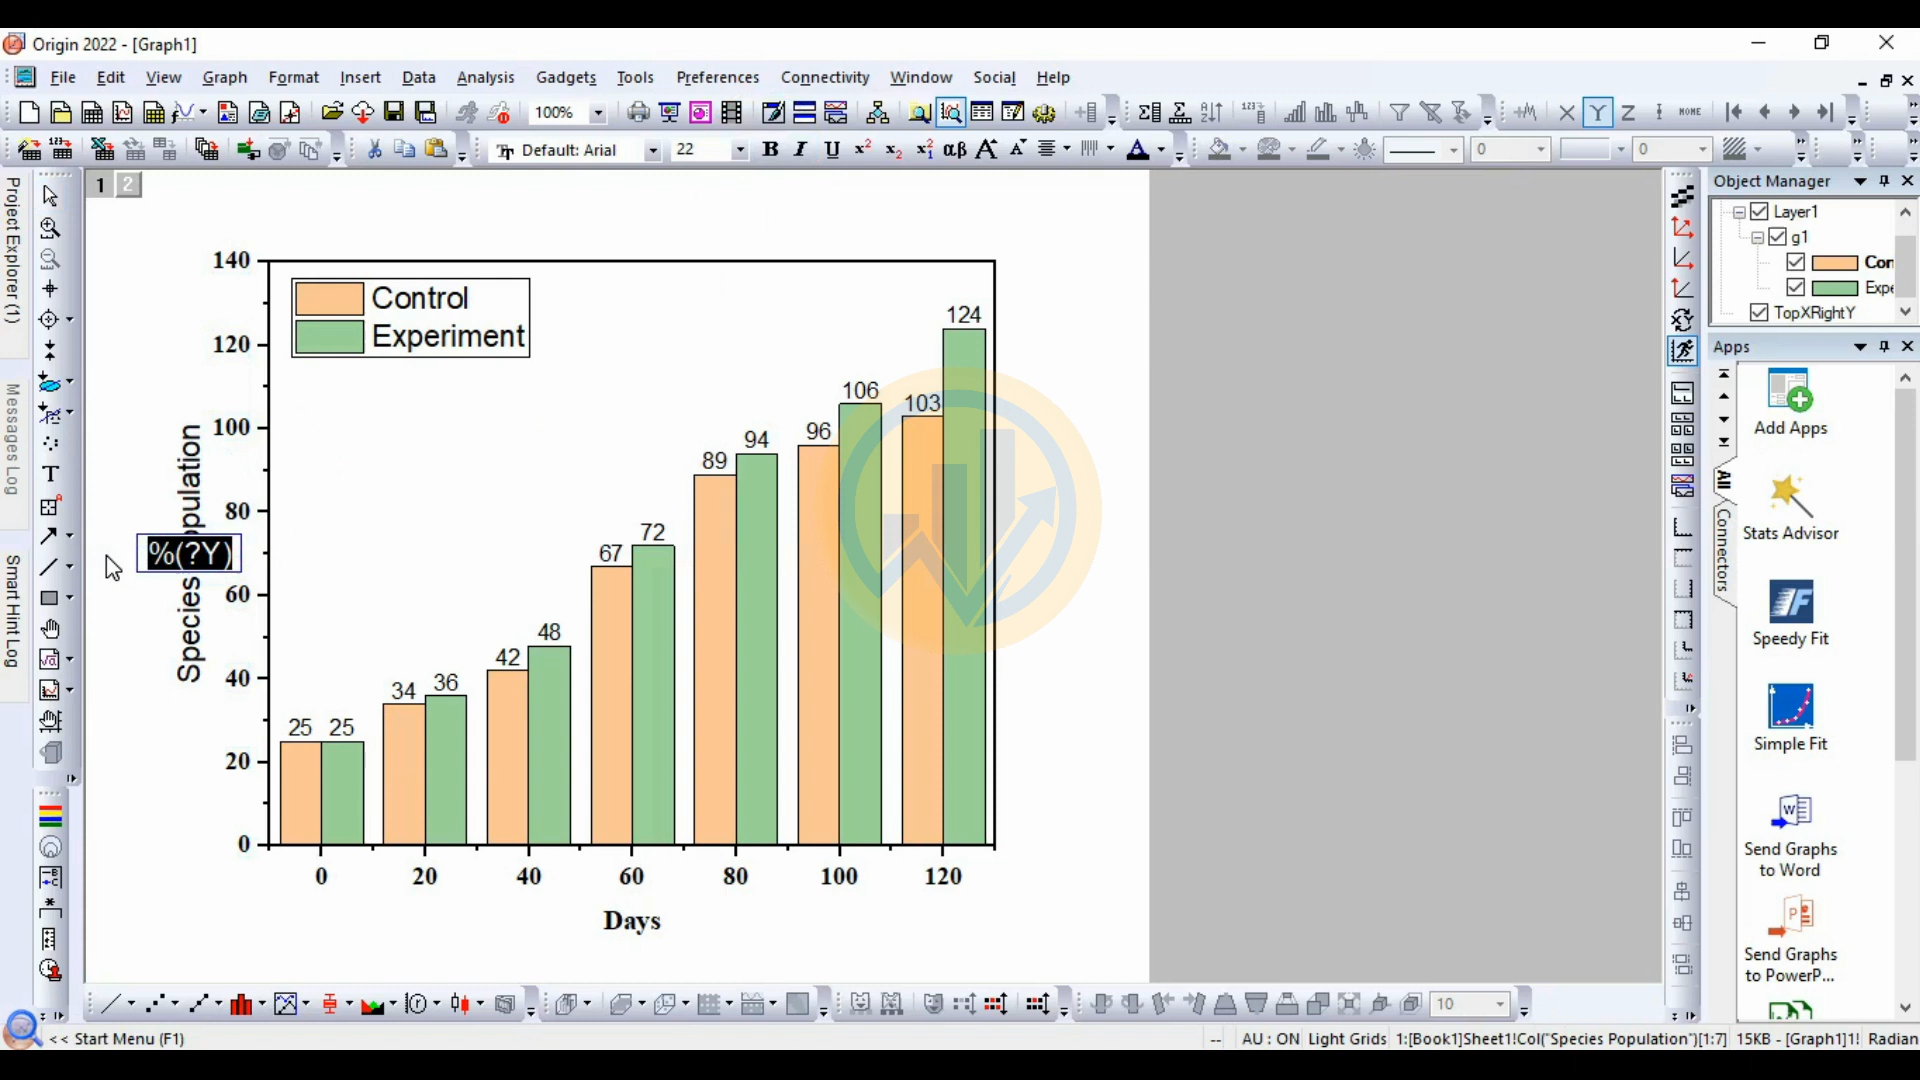 Origin 2022 - [Graph1]
File Edit View Graph Format Insert Data Analysis Gadgets Tools Preferences Connectivity Window Social Help
100%
X Y Z HOME
Default: Arial 22 B I U x² x₂ αβ A A A 0 0
Project Explorer (1)
Messages Log
Smart Hint Log
1 2
140
120
100
80
60
40
20
0
Control
Experiment
Species Population
%(?Y)
25 25
34 36
42 48
67 72
89 94
96 106
103 124
0 20 40 60 80 100 120
Days
Object Manager
Layer1
g1
Con
Expe
TopXRightY
Apps
All
Connectors
Add Apps
Stats Advisor
Speedy Fit
Simple Fit
Send Graphs
to Word
Send Graphs
to PowerP...
10
<< Start Menu (F1)
-- AU : ON Light Grids 1:[Book1]Sheet1!Col("Species Population")[1:7] 15KB - [Graph1]1! Radian